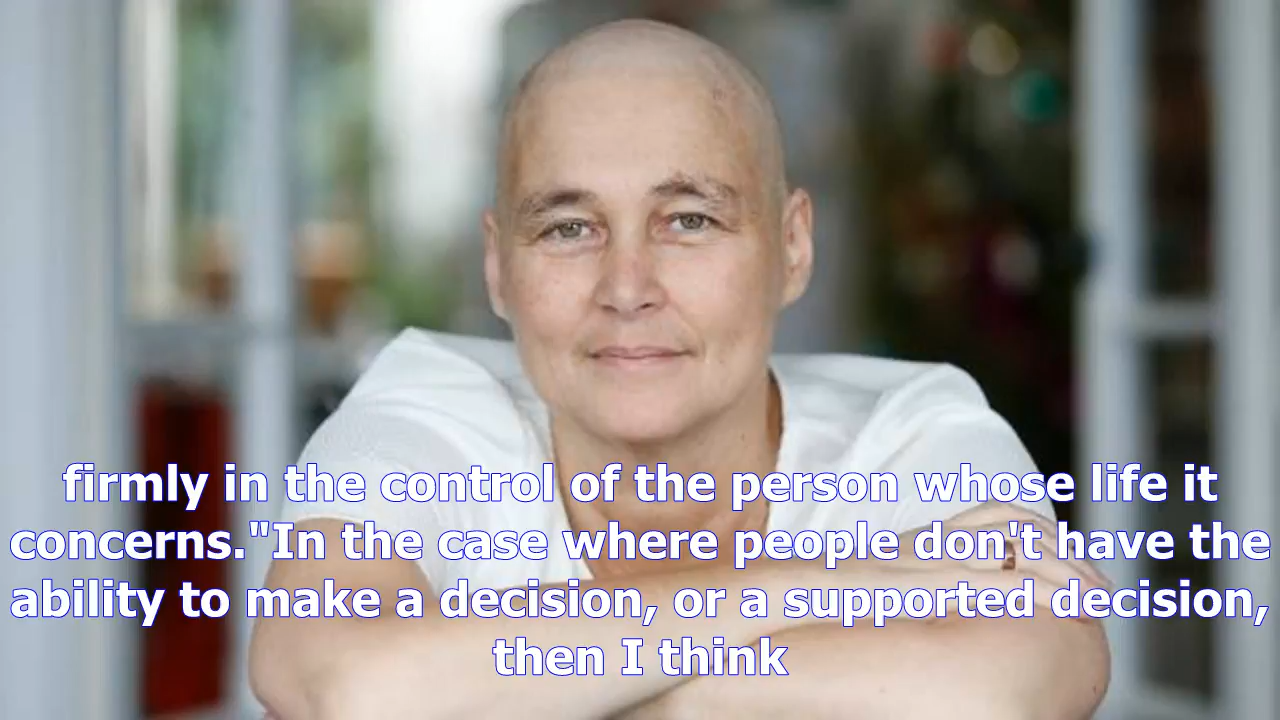 firmly in the control of the person whose life it
concerns."In the case where people don't have the
ability to make a decision, or a supported decision,
then I think